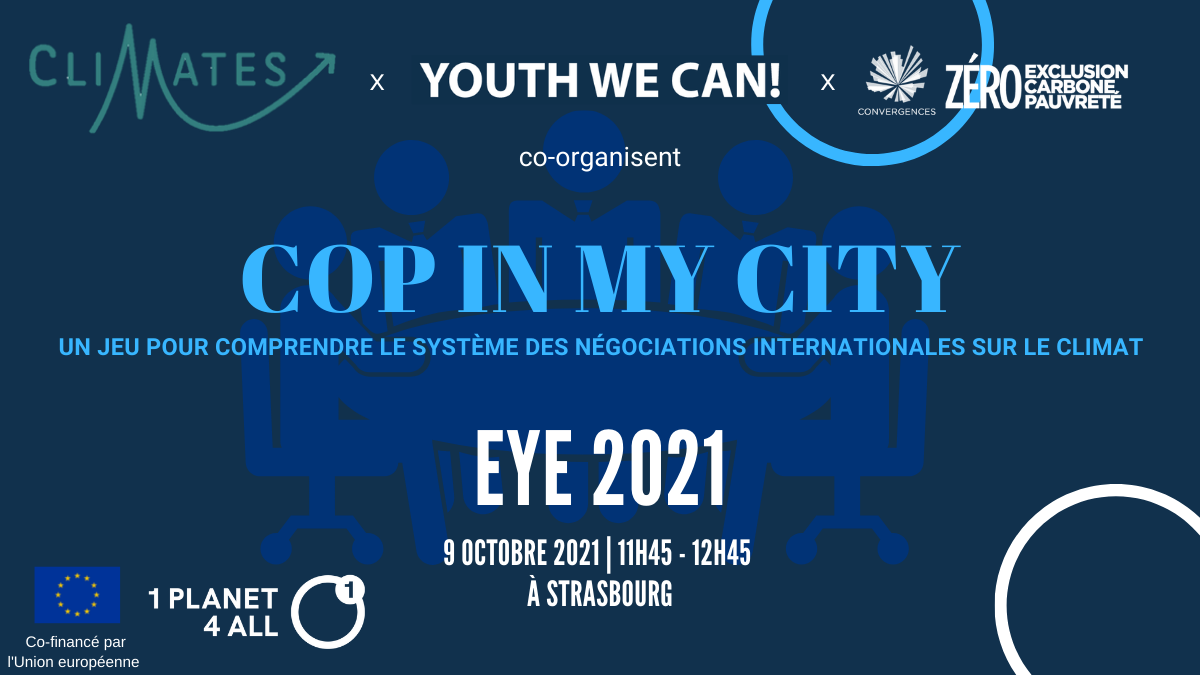 CLIMATES
x
YOUTH WE CAN!
x
CONVERGENCES
ZÉRO
EXCLUSION
CARBONE
PAUVRETÉ
co-organisent
COP IN MY CITY
UN JEU POUR COMPRENDRE LE SYSTÈME DES NÉGOCIATIONS INTERNATIONALES SUR LE CLIMAT
EYE 2021
9 OCTOBRE 2021 | 11H45 - 12H45
À STRASBOURG
Co-financé par
l'Union européenne
1 PLANET
4 ALL
1